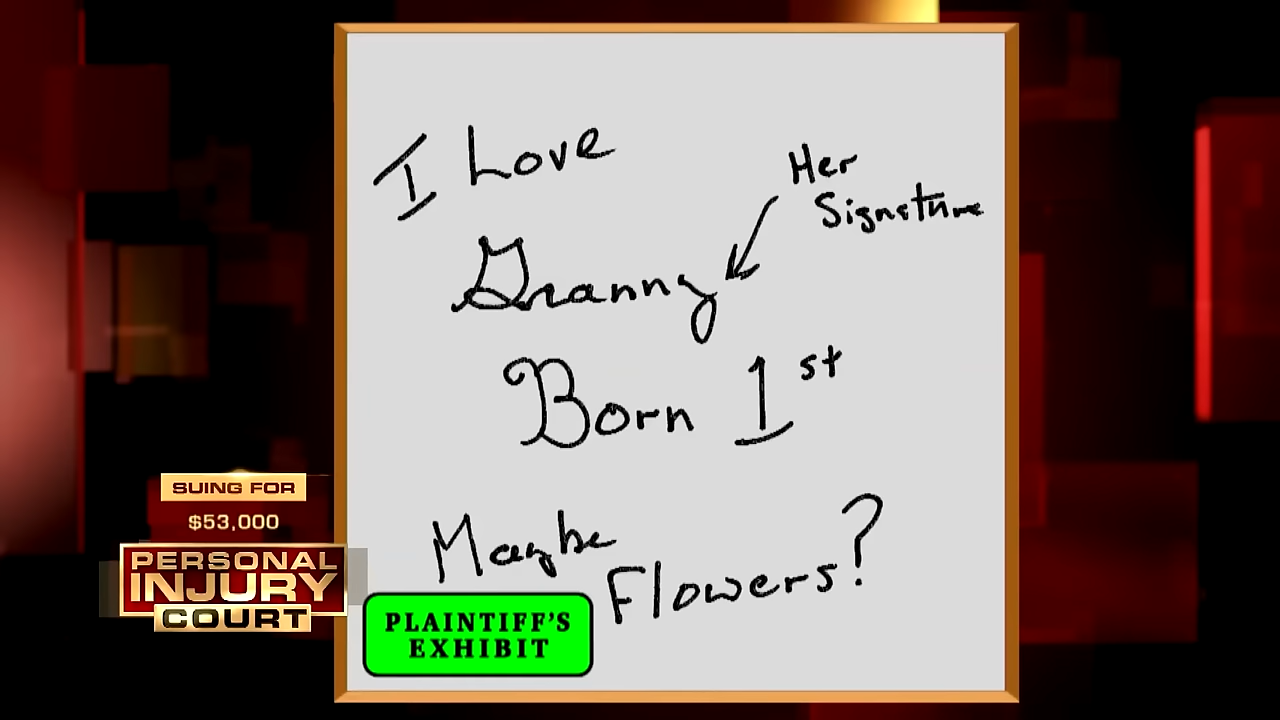 I Love
Her
Signature
Granny
Born 1st
Maybe
Flowers?
SUING FOR
$53,000
PERSONAL
INJURY
COURT
PLAINTIFF'S
EXHIBIT